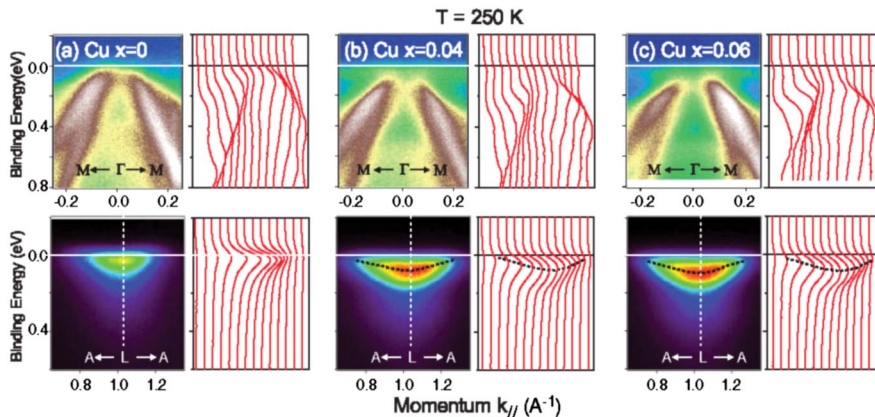 T = 250 K
(a) Cu x=0
(b) Cu x=0.04
(c) Cu x=0.06
Binding Energy(eV)
0.0
0.4
0.8
M ← Γ → M
M ← Γ → M
M ← Γ → M
-0.2 0.0 0.2
-0.2 0.0 0.2
-0.2 0.0 0.2
Binding Energy (eV)
0.0
0.4
A ← L → A
A ← L → A
A ← L → A
0.8 1.0 1.2
0.8 1.0 1.2
0.8 1.0 1.2
Momentum k// (A⁻¹)